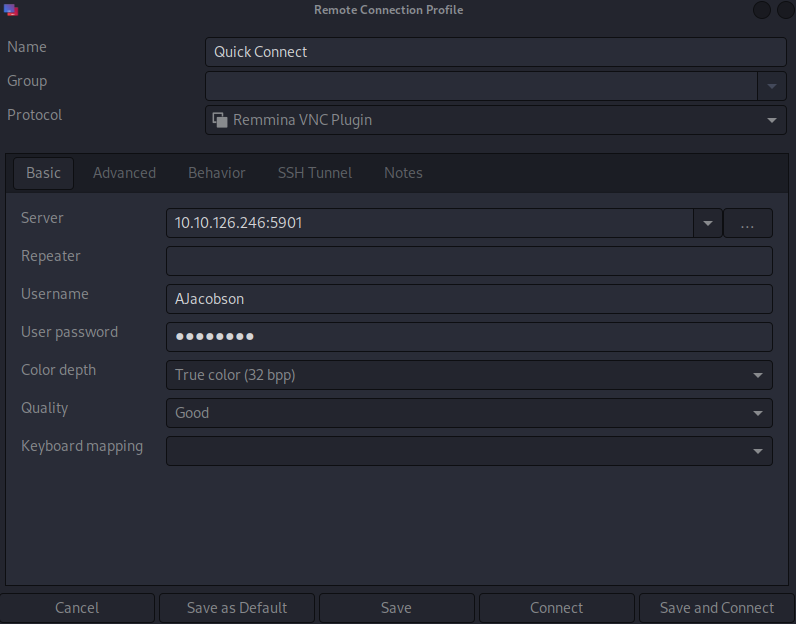 Remote Connection Profile
Name Quick Connect
Group
Protocol Remmina VNC Plugin
Basic Advanced Behavior SSH Tunnel Notes
Server 10.10.126.246:5901 ...
Repeater
Username AJacobson
User password ●●●●●●●●
Color depth True color (32 bpp)
Quality Good
Keyboard mapping
Cancel Save as Default Save Connect Save and Connect